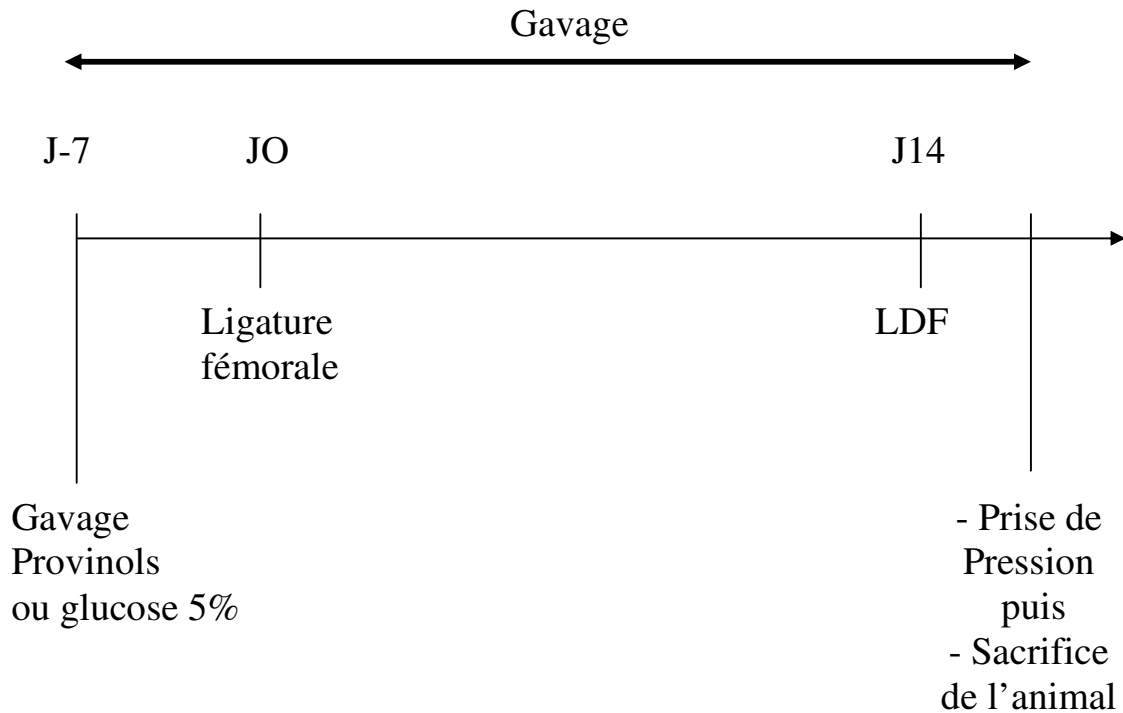 Gavage
J-7
JO
J14
Ligature
fémorale
LDF
Gavage
Provinols
ou glucose 5%
- Prise de
Pression
puis
- Sacrifice
de l’animal